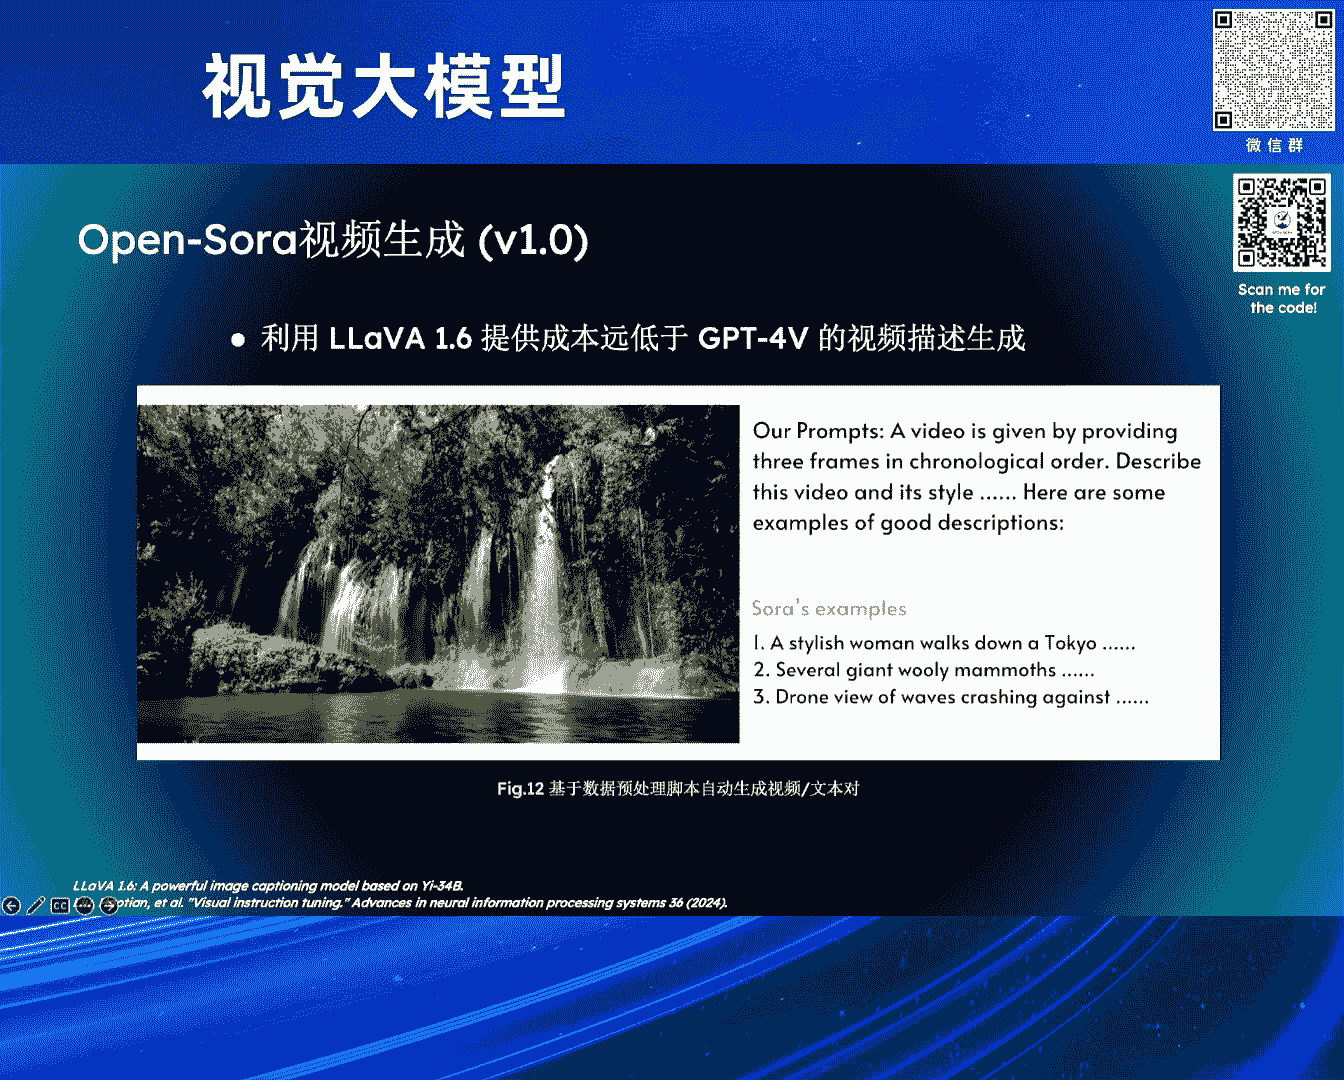 视觉大模型
微信群
Open-Sora视频生成 (v1.0)
Scan me for
the code!
● 利用 LLaVA 1.6 提供成本远低于 GPT-4V 的视频描述生成
Our Prompts: A video is given by providing
three frames in chronological order. Describe
this video and its style ...... Here are some
examples of good descriptions:
Sora's examples
1. A stylish woman walks down a Tokyo ......
2. Several giant wooly mammoths ......
3. Drone view of waves crashing against ......
Fig.12 基于数据预处理脚本自动生成视频/文本对
LLaVA 1.6: A powerful image captioning model based on Yi-34B.
et al. "Visual instruction tuning." Advances in neural information processing systems 36 (2024).
CC